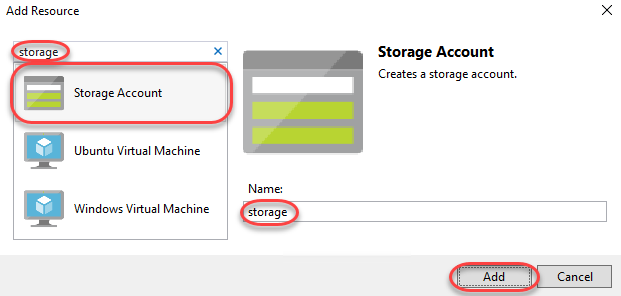 Add Resource
storage
Storage Account
Ubuntu Virtual Machine
Windows Virtual Machine
Storage Account
Creates a storage account.
Name:
storage
Add
Cancel